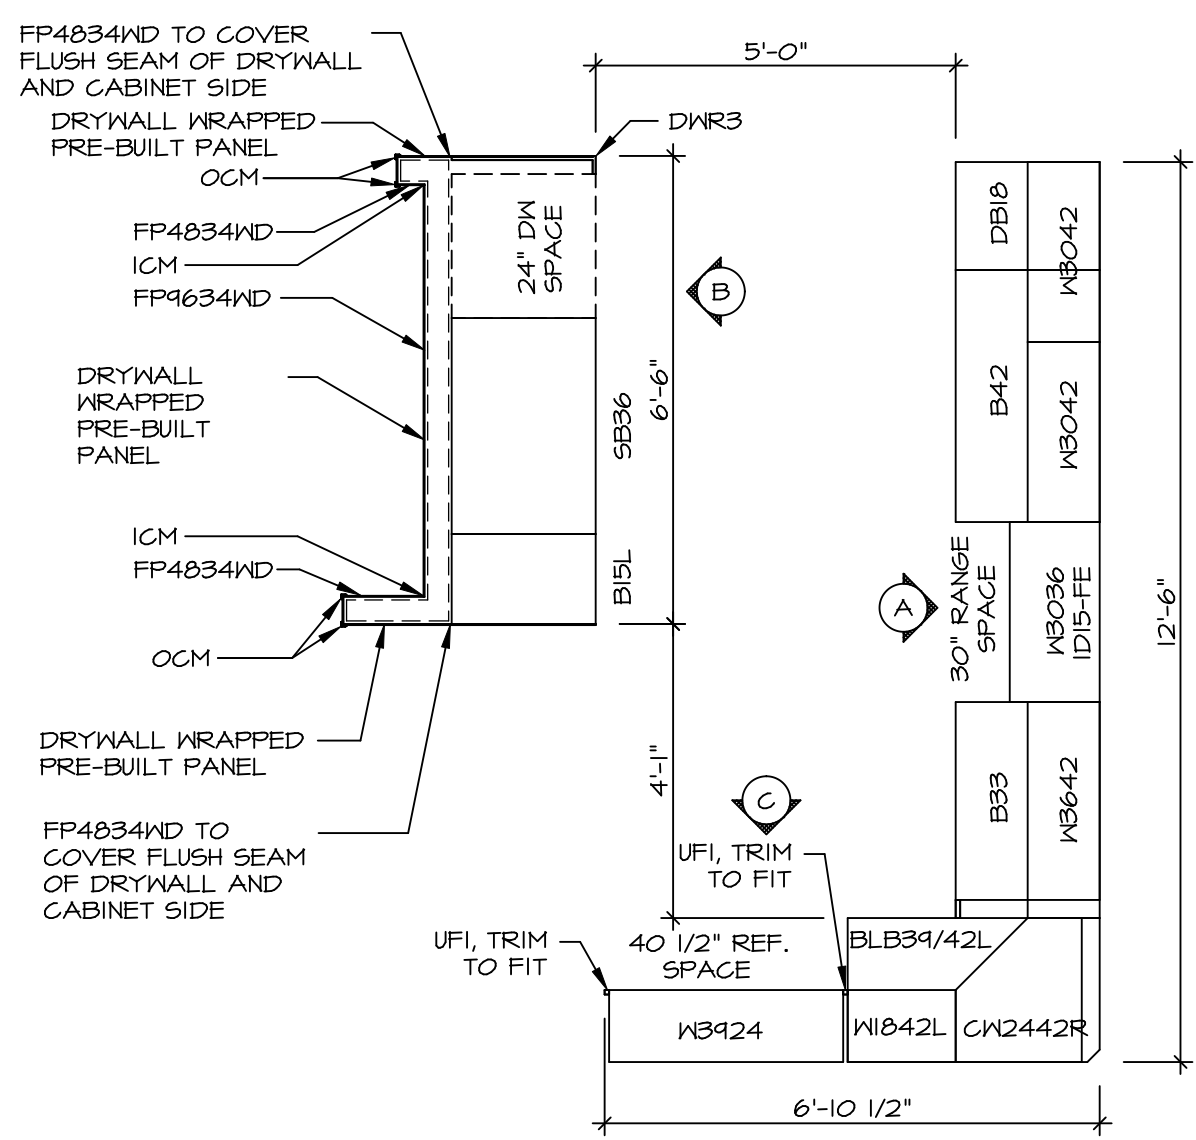 FP4834WD TO COVER
FLUSH SEAM OF DRYWALL
AND CABINET SIDE
5'-0"
DRYWALL WRAPPED
PRE-BUILT PANEL
DWR3
OCM
FP4834WD
ICM
FP9634WD
24" DW
SPACE
B
DB18
W3042
DRYWALL
WRAPPED
PRE-BUILT
PANEL
SB36
6'-6"
B42
W3042
ICM
FP4834WD
B15L
A
30" RANGE
SPACE
W3036
ID15-FE
12'-6"
OCM
DRYWALL WRAPPED
PRE-BUILT PANEL
4'-1"
C
B33
W3642
FP4834WD TO
COVER FLUSH SEAM
OF DRYWALL AND
CABINET SIDE
UF1, TRIM
TO FIT
UF1, TRIM
TO FIT
40 1/2" REF.
SPACE
BLB39/42L
W3924
W1842L
CW2442R
6'-10 1/2"